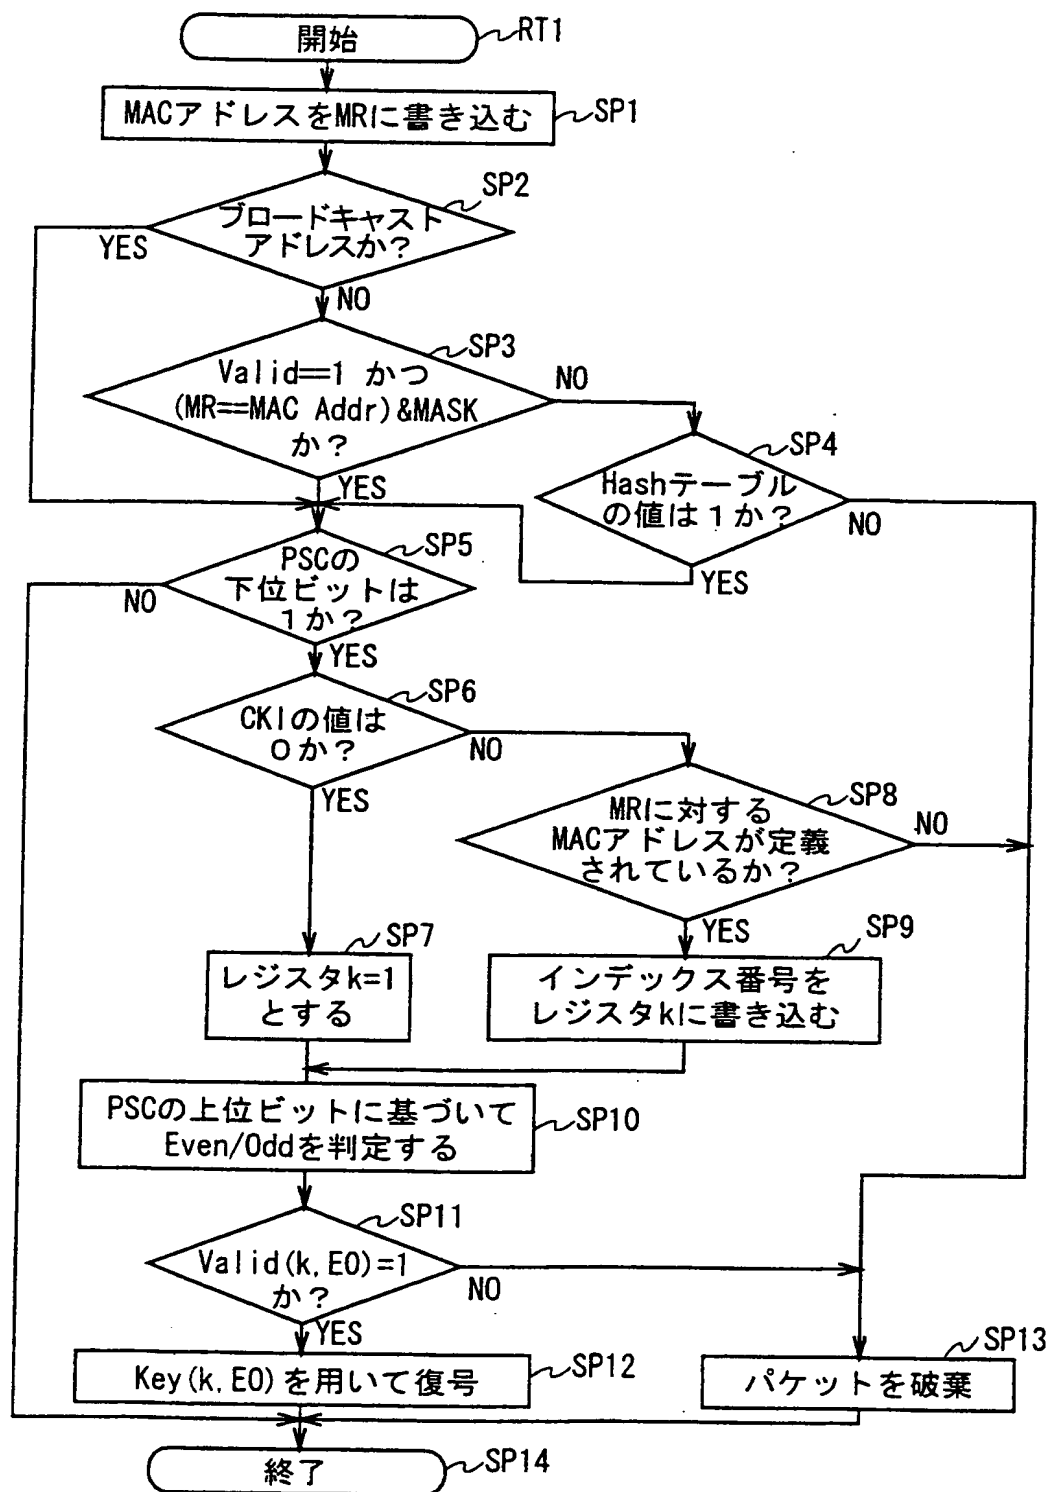 開始
RT1
MACアドレスをMRに書き込む
SP1
SP2
ブロードキャスト
アドレスか?
YES
NO
SP3
Valid==1 かつ
(MR==MAC Addr)&MASK
か?
NO
YES
SP4
Hashテーブル
の値は1か?
NO
YES
SP5
PSCの
下位ビットは
1か?
NO
YES
SP6
CKIの値は
0か?
NO
YES
SP8
MRに対する
MACアドレスが定義
されているか?
NO
YES
SP7
レジスタk=1
とする
SP9
インデックス番号を
レジスタkに書き込む
PSCの上位ビットに基づいて
Even/Oddを判定する
SP10
SP11
Valid(k,EO)=1
か?
NO
YES
Key(k,EO)を用いて復号
SP12
SP13
パケットを破棄
終了
SP14